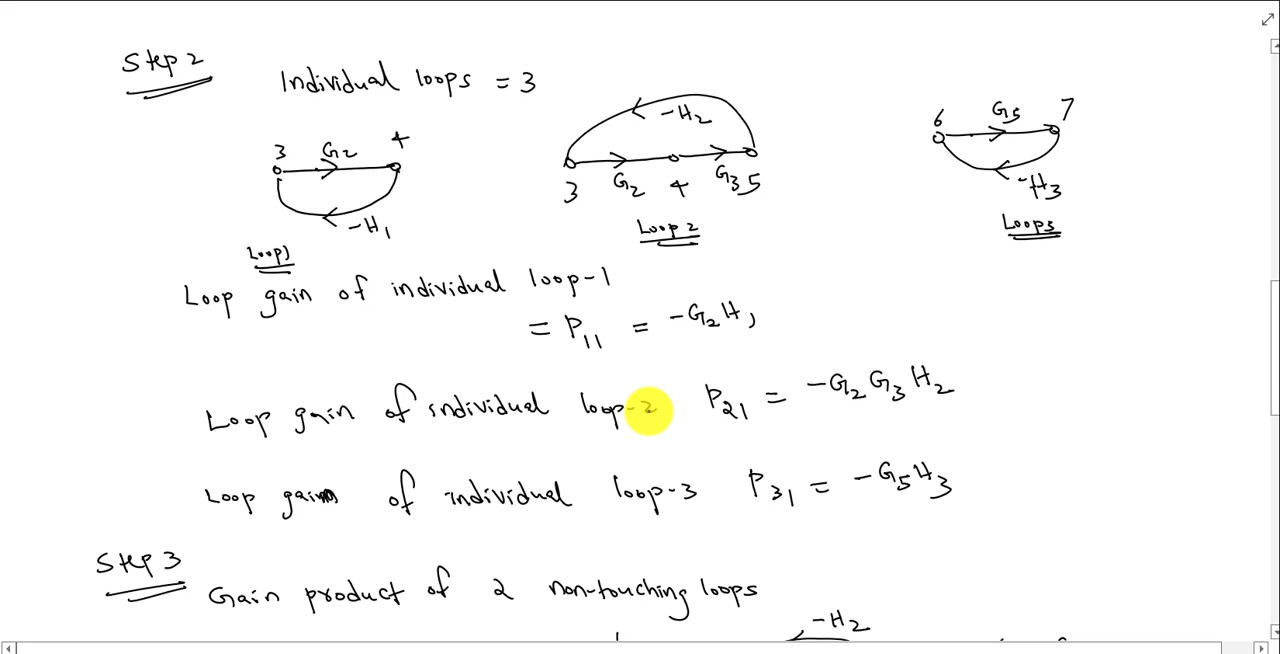 Step 2
Individual loops = 3
3 G2 4
-H1
Loop1
-H2
3 G2 4 G3 5
Loop 2
6 G5 7
-H3
Loop3
Loop gain of individual loop-1
= P11 = -G2H1
Loop gain of individual loop-2 P21 = -G2G3H2
Loop gain of individual loop-3 P31 = -G5H3
Step 3
Gain product of 2 non-touching loops
-H2